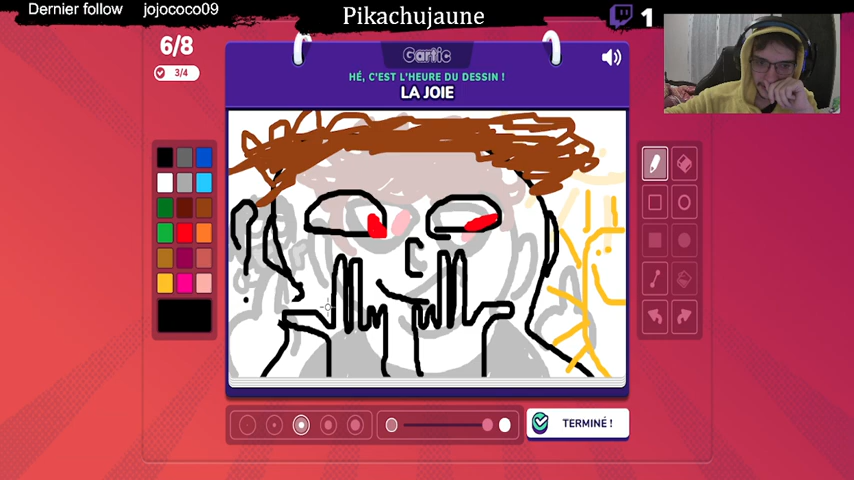 Dernier follow jojococo09
Pikachujaune
1
6/8
3/4
Gartic
HÉ, C'EST L'HEURE DU DESSIN !
LA JOIE
TERMINÉ !